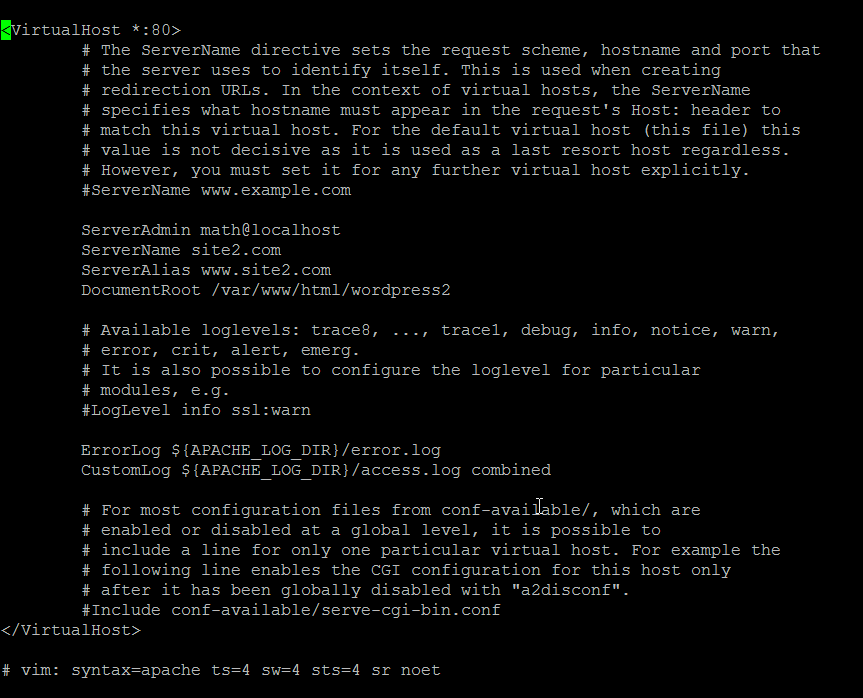 <VirtualHost *:80>
# The ServerName directive sets the request scheme, hostname and port that
# the server uses to identify itself. This is used when creating
# redirection URLs. In the context of virtual hosts, the ServerName
# specifies what hostname must appear in the request's Host: header to
# match this virtual host. For the default virtual host (this file) this
# value is not decisive as it is used as a last resort host regardless.
# However, you must set it for any further virtual host explicitly.
#ServerName www.example.com
ServerAdmin math@localhost
ServerName site2.com
ServerAlias www.site2.com
DocumentRoot /var/www/html/wordpress2
# Available loglevels: trace8, ..., trace1, debug, info, notice, warn,
# error, crit, alert, emerg.
# It is also possible to configure the loglevel for particular
# modules, e.g.
#LogLevel info ssl:warn
ErrorLog ${APACHE_LOG_DIR}/error.log
CustomLog ${APACHE_LOG_DIR}/access.log combined
# For most configuration files from conf-available/, which are
# enabled or disabled at a global level, it is possible to
# include a line for only one particular virtual host. For example the
# following line enables the CGI configuration for this host only
# after it has been globally disabled with "a2disconf".
#Include conf-available/serve-cgi-bin.conf
</VirtualHost>
# vim: syntax=apache ts=4 sw=4 sts=4 sr noet